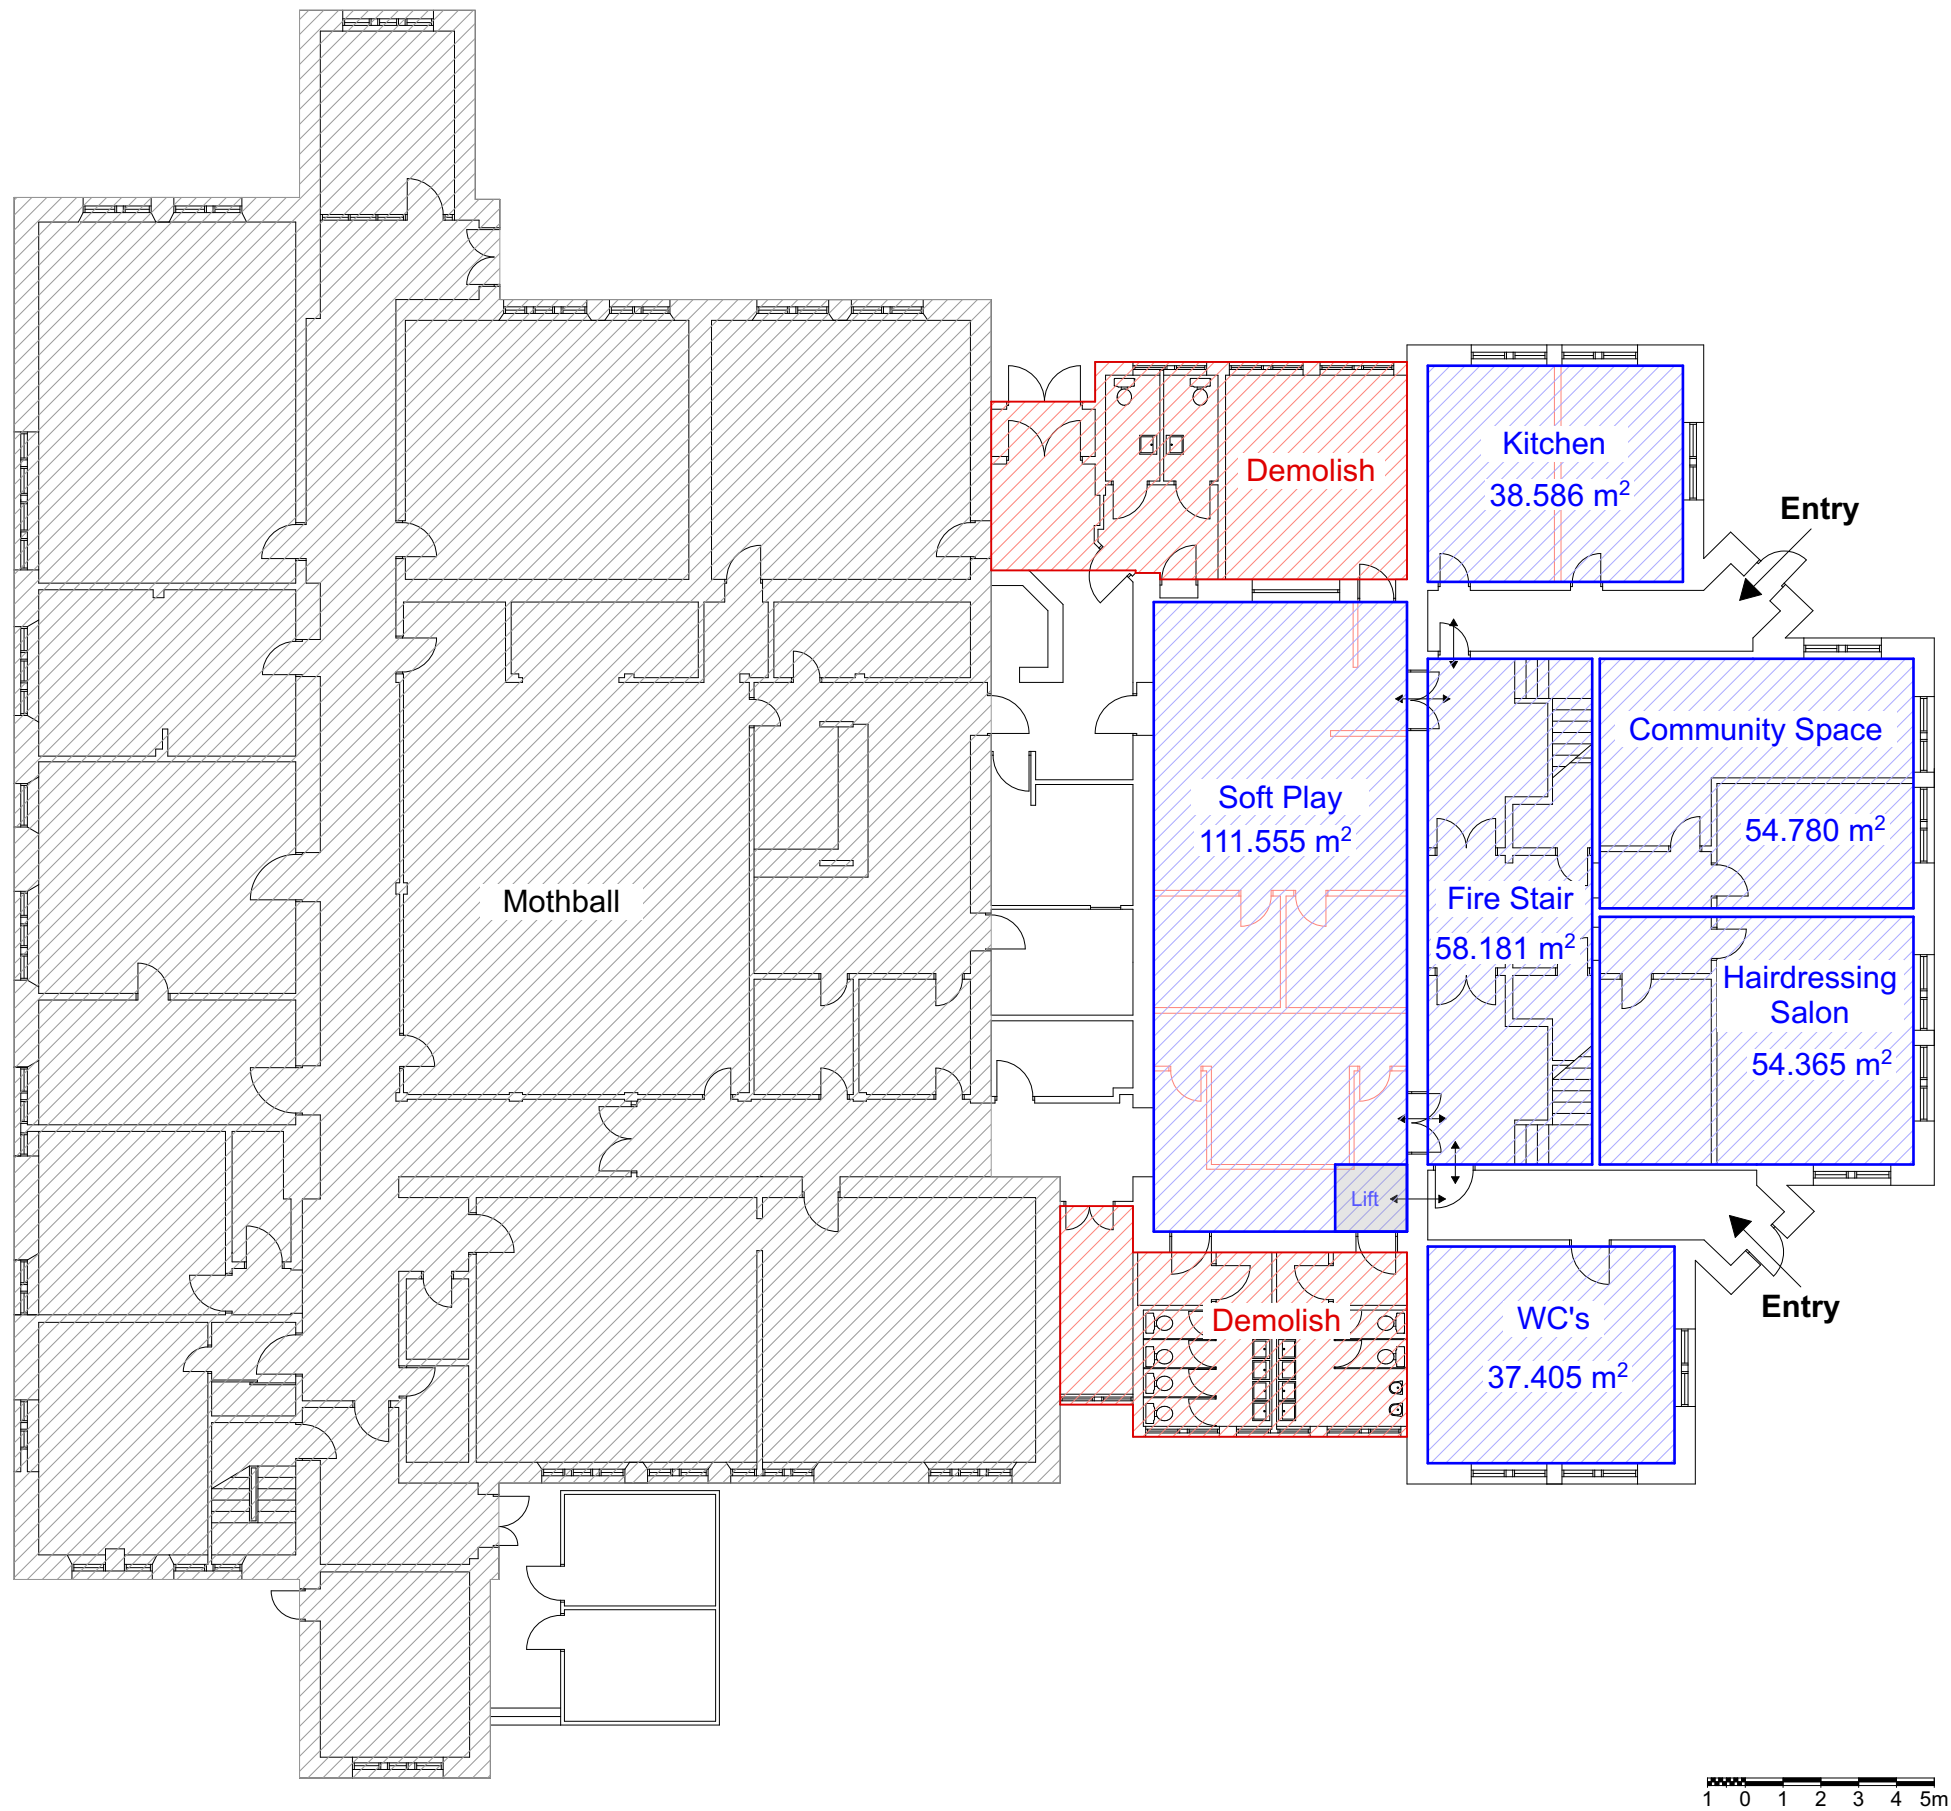 Demolish
Kitchen
38.586 m²
Entry
Community Space
54.780 m²
Soft Play
111.555 m²
Mothball
Fire Stair
58.181 m²
Hairdressing
Salon
54.365 m²
Lift
Demolish
WC's
37.405 m²
Entry
1 0 1 2 3 4 5m